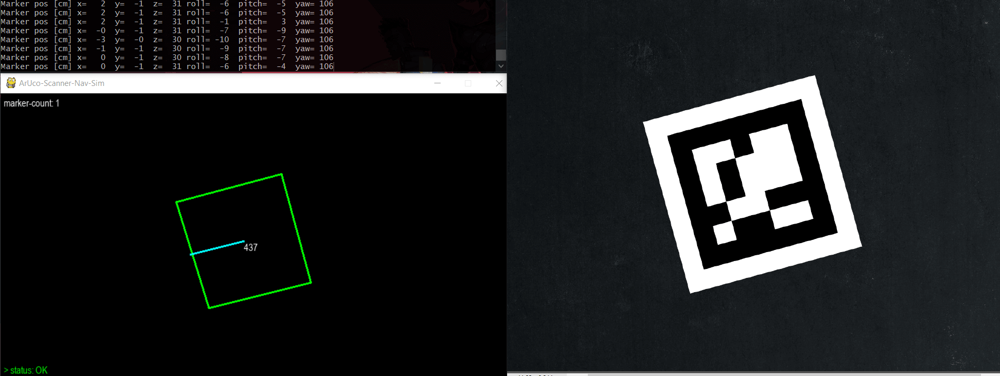 Marker pos [cm] x=   2  y=  -1  z=  31 roll=  -6  pitch=  -5  yaw= 106
Marker pos [cm] x=   2  y=  -1  z=  31 roll=  -6  pitch=  -5  yaw= 106
Marker pos [cm] x=   2  y=  -1  z=  31 roll=  -1  pitch=   3  yaw= 106
Marker pos [cm] x=  -0  y=  -1  z=  31 roll=  -7  pitch=  -9  yaw= 106
Marker pos [cm] x=  -3  y=  -0  z=  30 roll= -10  pitch=  -7  yaw= 106
Marker pos [cm] x=  -1  y=  -1  z=  30 roll=  -9  pitch=  -7  yaw= 106
Marker pos [cm] x=   0  y=  -1  z=  30 roll=  -8  pitch=  -7  yaw= 106
Marker pos [cm] x=   0  y=  -1  z=  31 roll=  -6  pitch=  -4  yaw= 106
ArUco-Scanner-Nav-Sim
marker-count: 1
437
> status: OK